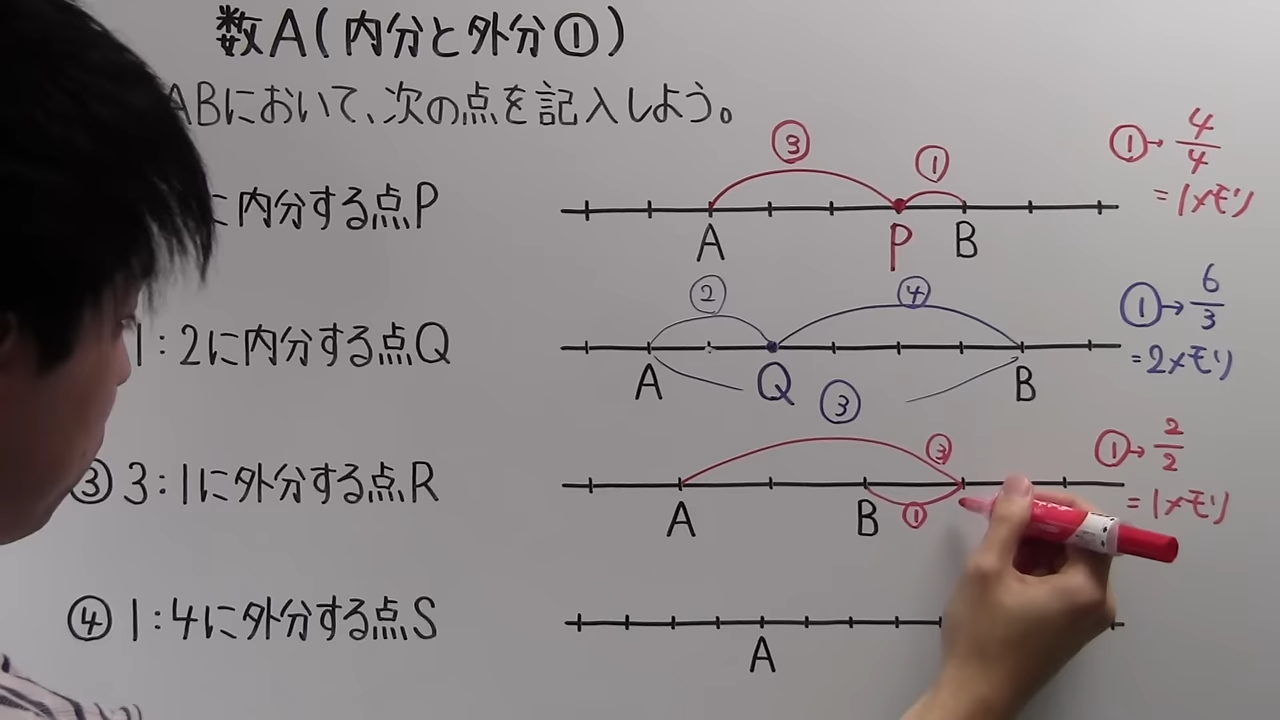 数A(内分と外分①)
ABにおいて、次の点を記入しよう。
に内分する点P
③ ①
A P B
①→4/4
=1メモリ
1:2に内分する点Q
② ④
A Q B
③
①→6/3
=2メモリ
③ 3:1に外分する点R
③
A B ①
①→2/2
=1メモリ
④ 1:4に外分する点S
A